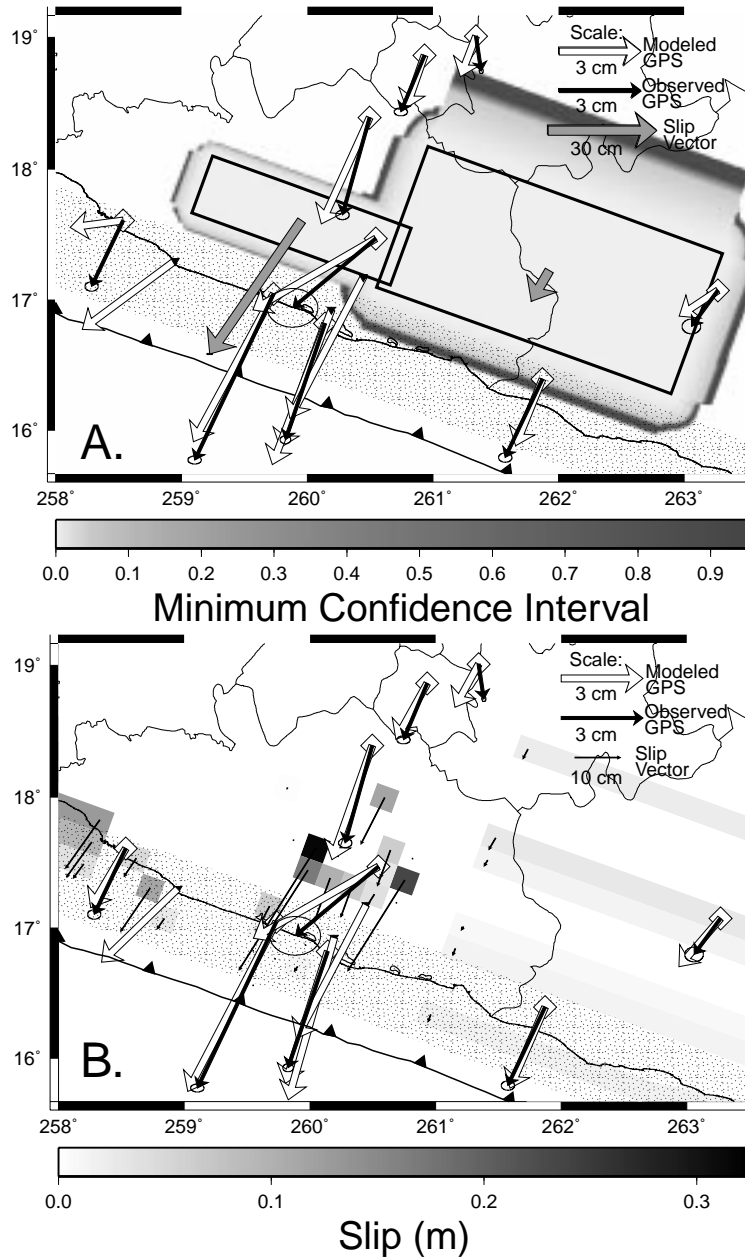 19°
18°
17°
16°
Scale:
Modeled
GPS
3 cm
Observed
GPS
3 cm
Slip
Vector
30 cm
A.
258 259˚ 260˚ 261˚ 262˚ 263˚
0.0 0.1 0.2 0.3 0.4 0.5 0.6 0.7 0.8 0.9
Minimum Confidence Interval
19°
18°
17°
16°
Scale:
Modeled
GPS
3 cm
Observed
GPS
3 cm
Slip
Vector
10 cm
B.
258 259˚ 260˚ 261˚ 262˚ 263˚
0.0 0.1 0.2 0.3
Slip (m)